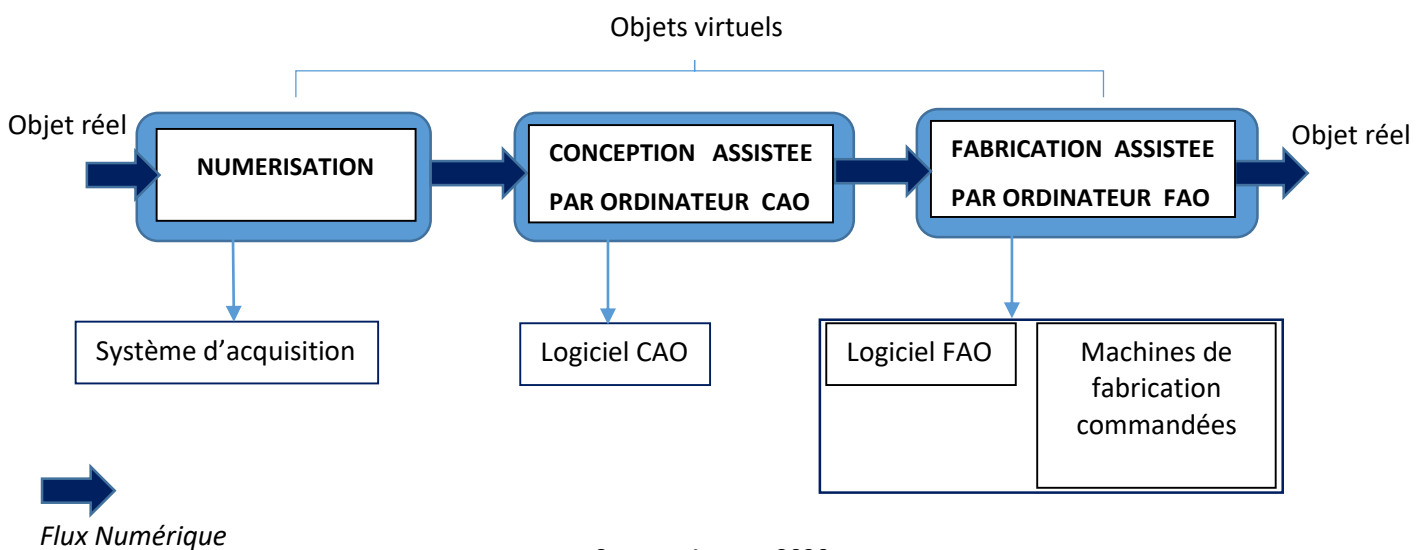 Objets virtuels
Objet réel
NUMERISATION
CONCEPTION ASSISTEE
PAR ORDINATEUR CAO
FABRICATION ASSISTEE
PAR ORDINATEUR FAO
Objet réel
Système d’acquisition
Logiciel CAO
Logiciel FAO
Machines de
fabrication
commandées
Flux Numérique